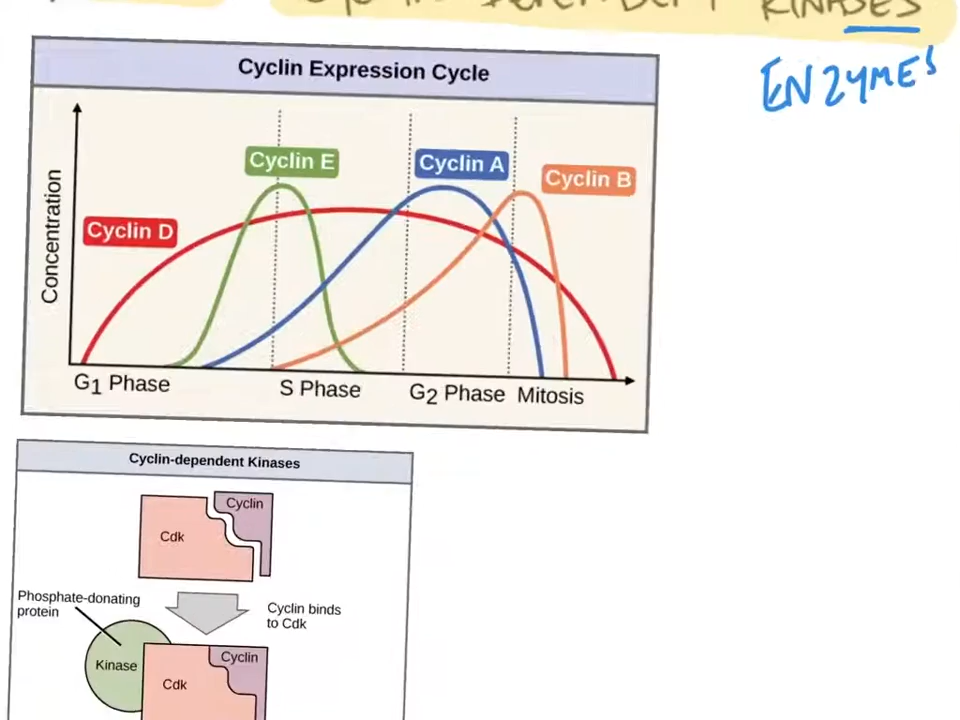 KINASES
ENZYMES
Cyclin Expression Cycle
Concentration
Cyclin D
Cyclin E
Cyclin A
Cyclin B
G1 Phase
S Phase
G2 Phase
Mitosis
Cyclin-dependent Kinases
Cyclin
Cdk
Phosphate-donating
protein
Cyclin binds
to Cdk
Kinase
Cdk
Cyclin